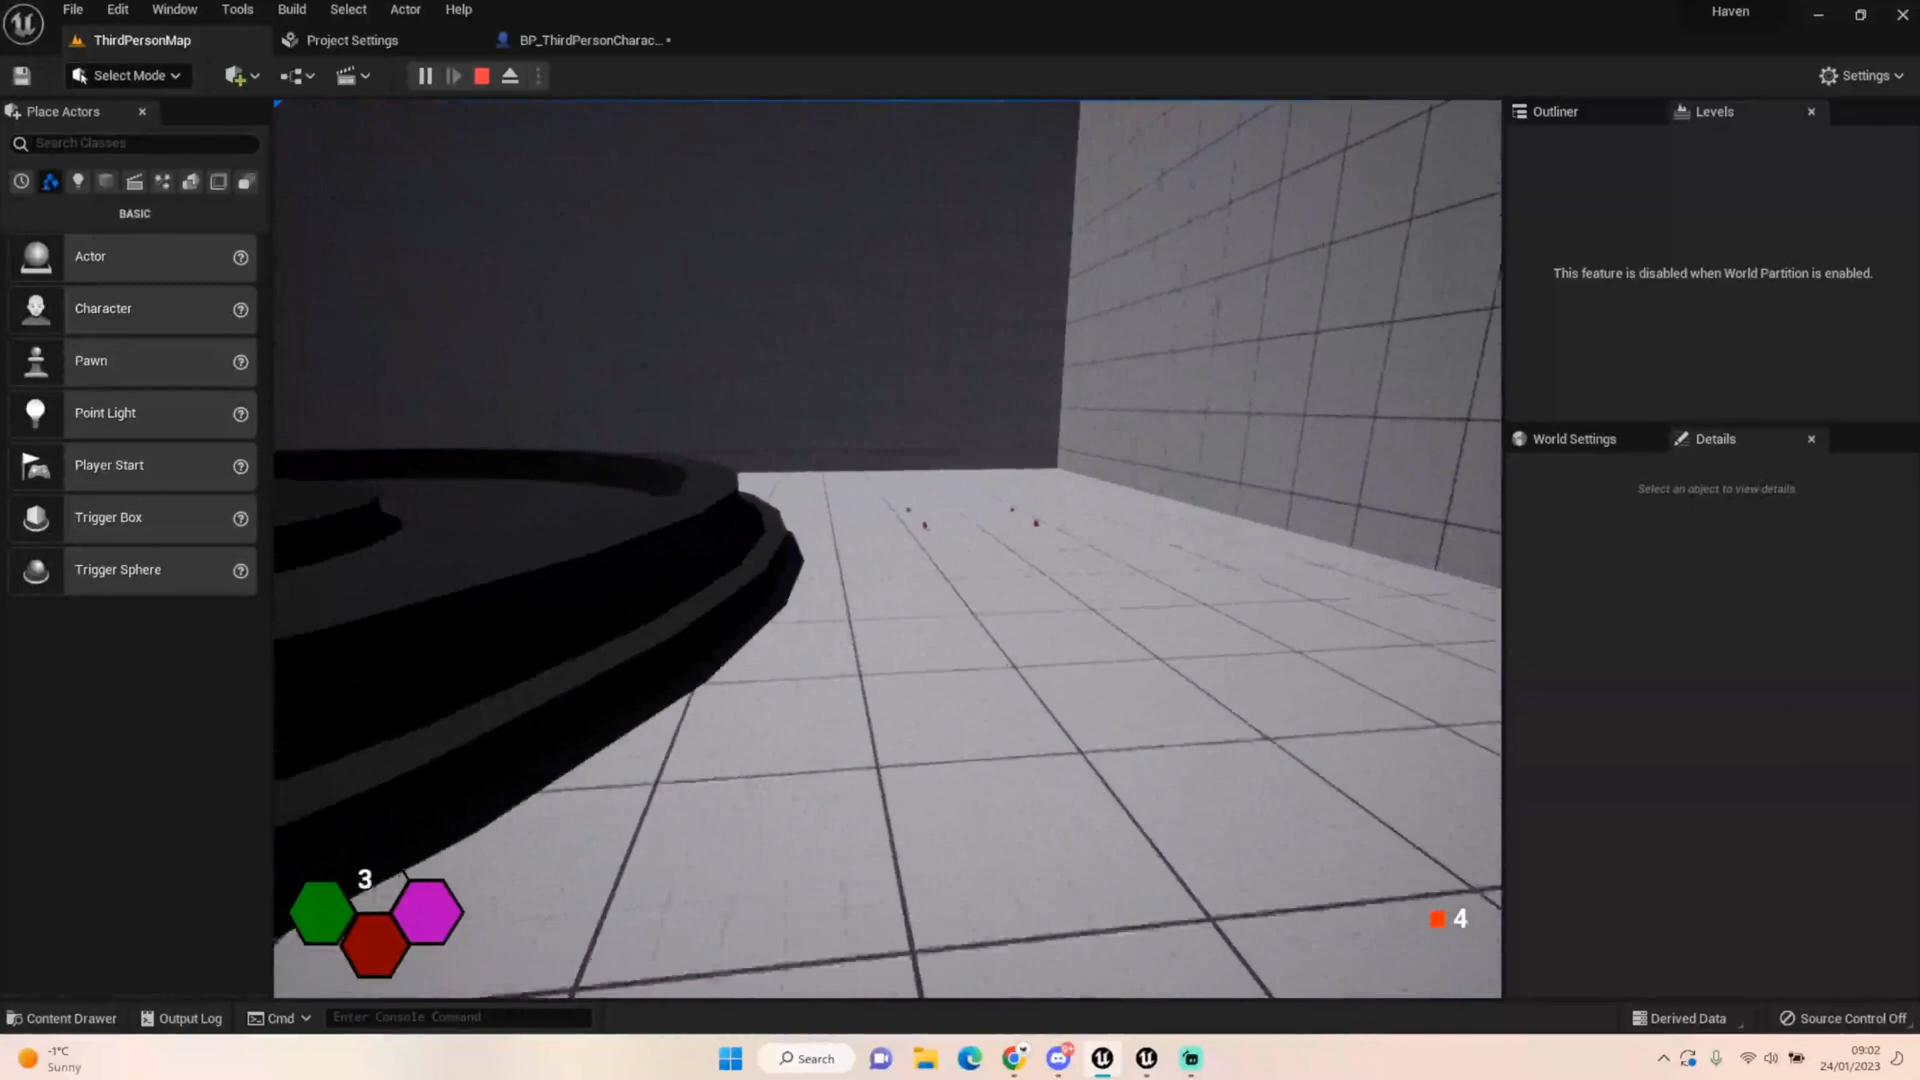 File Edit Window Tools Build Select Actor Help
Haven
ThirdPersonMap
Project Settings
BP_ThirdPersonCharac...
Select Mode
Settings
Place Actors
Search Classes
BASIC
Actor
Character
Pawn
Point Light
Player Start
Trigger Box
Trigger Sphere
Outliner
Levels
This feature is disabled when World Partition is enabled.
World Settings
Details
Select an object to view details.
3
4
Content Drawer
Output Log
Cmd
Enter Console Command
Derived Data
Source Control Off
-1°C
Sunny
Search
9+
09:02
24/01/2023